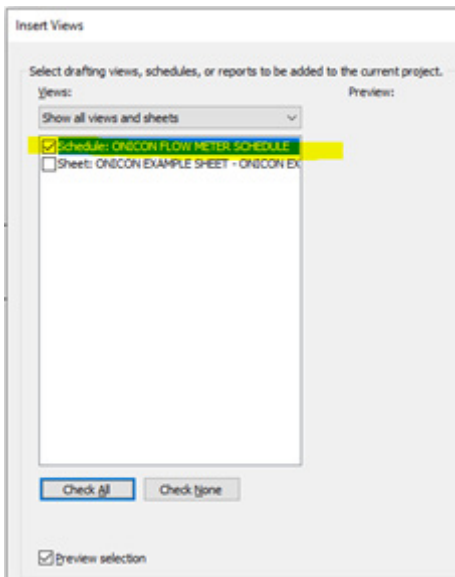 Insert Views
Select drafting views, schedules, or reports to be added to the current project.
Views:
Preview:
Show all views and sheets
Schedule: ONICON FLOW METER SCHEDULE
Sheet: ONICON EXAMPLE SHEET - ONICON EX
Check All
Check None
Preview selection